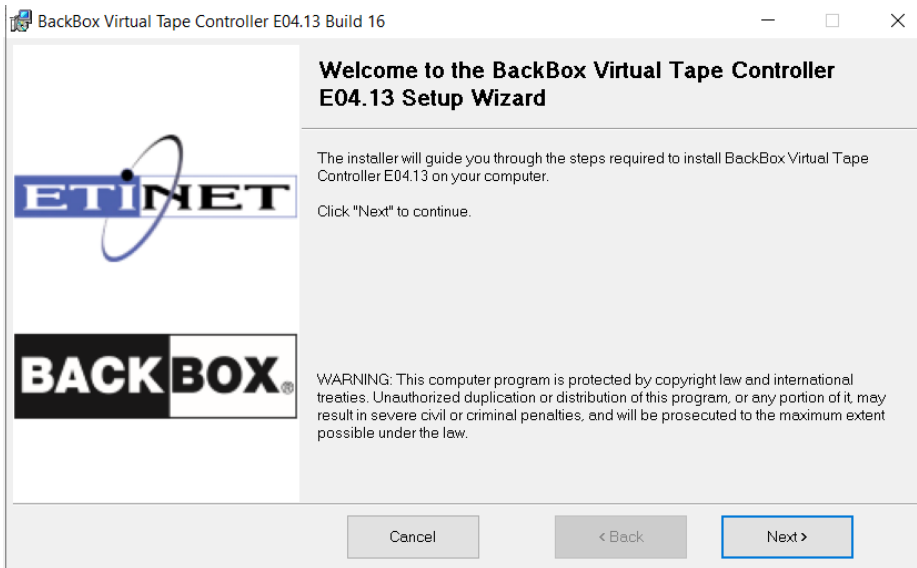 BackBox Virtual Tape Controller E04.13 Build 16
Welcome to the BackBox Virtual Tape Controller
E04.13 Setup Wizard
The installer will guide you through the steps required to install BackBox Virtual Tape
Controller E04.13 on your computer.
Click "Next" to continue.
ETINET
BACKBOX®
WARNING: This computer program is protected by copyright law and international
treaties. Unauthorized duplication or distribution of this program, or any portion of it, may
result in severe civil or criminal penalties, and will be prosecuted to the maximum extent
possible under the law.
Cancel
< Back
Next >